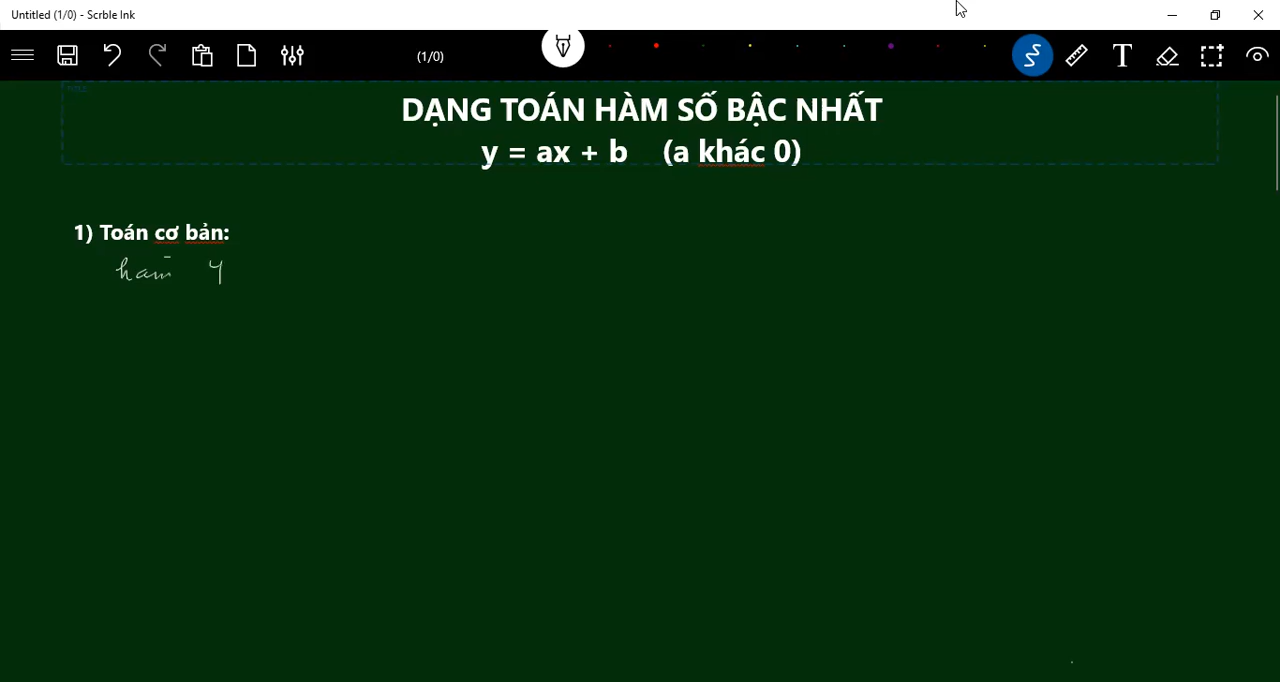 Untitled (1/0) - Scrble Ink
(1/0)
DẠNG TOÁN HÀM SỐ BẬC NHẤT
y = ax + b (a khác 0)
1) Toán cơ bản:
ham y